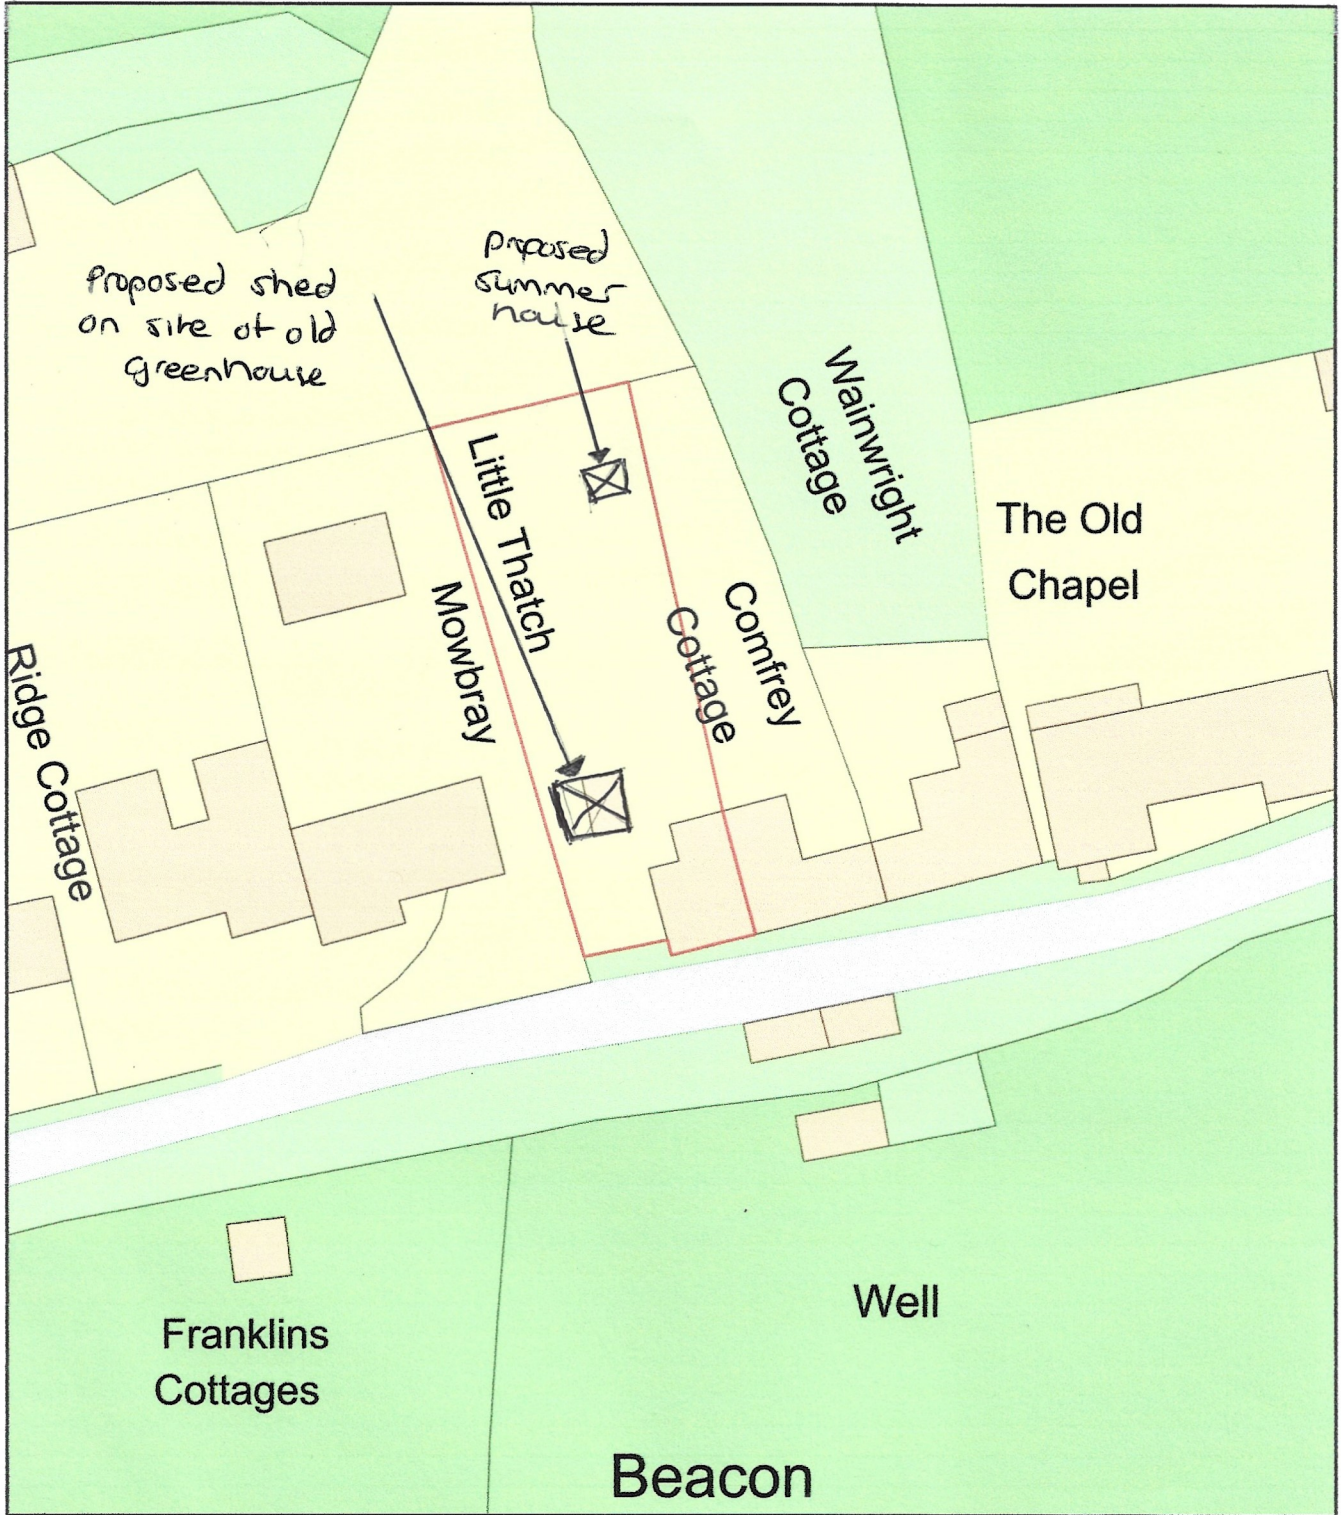 Proposed shed
on site of old
greenhouse
Proposed
summer
house
Little Thatch
Mowbray
Ridge Cottage
Comfrey
Cottage
Wainwright
Cottage
The Old
Chapel
Franklins
Cottages
Well
Beacon